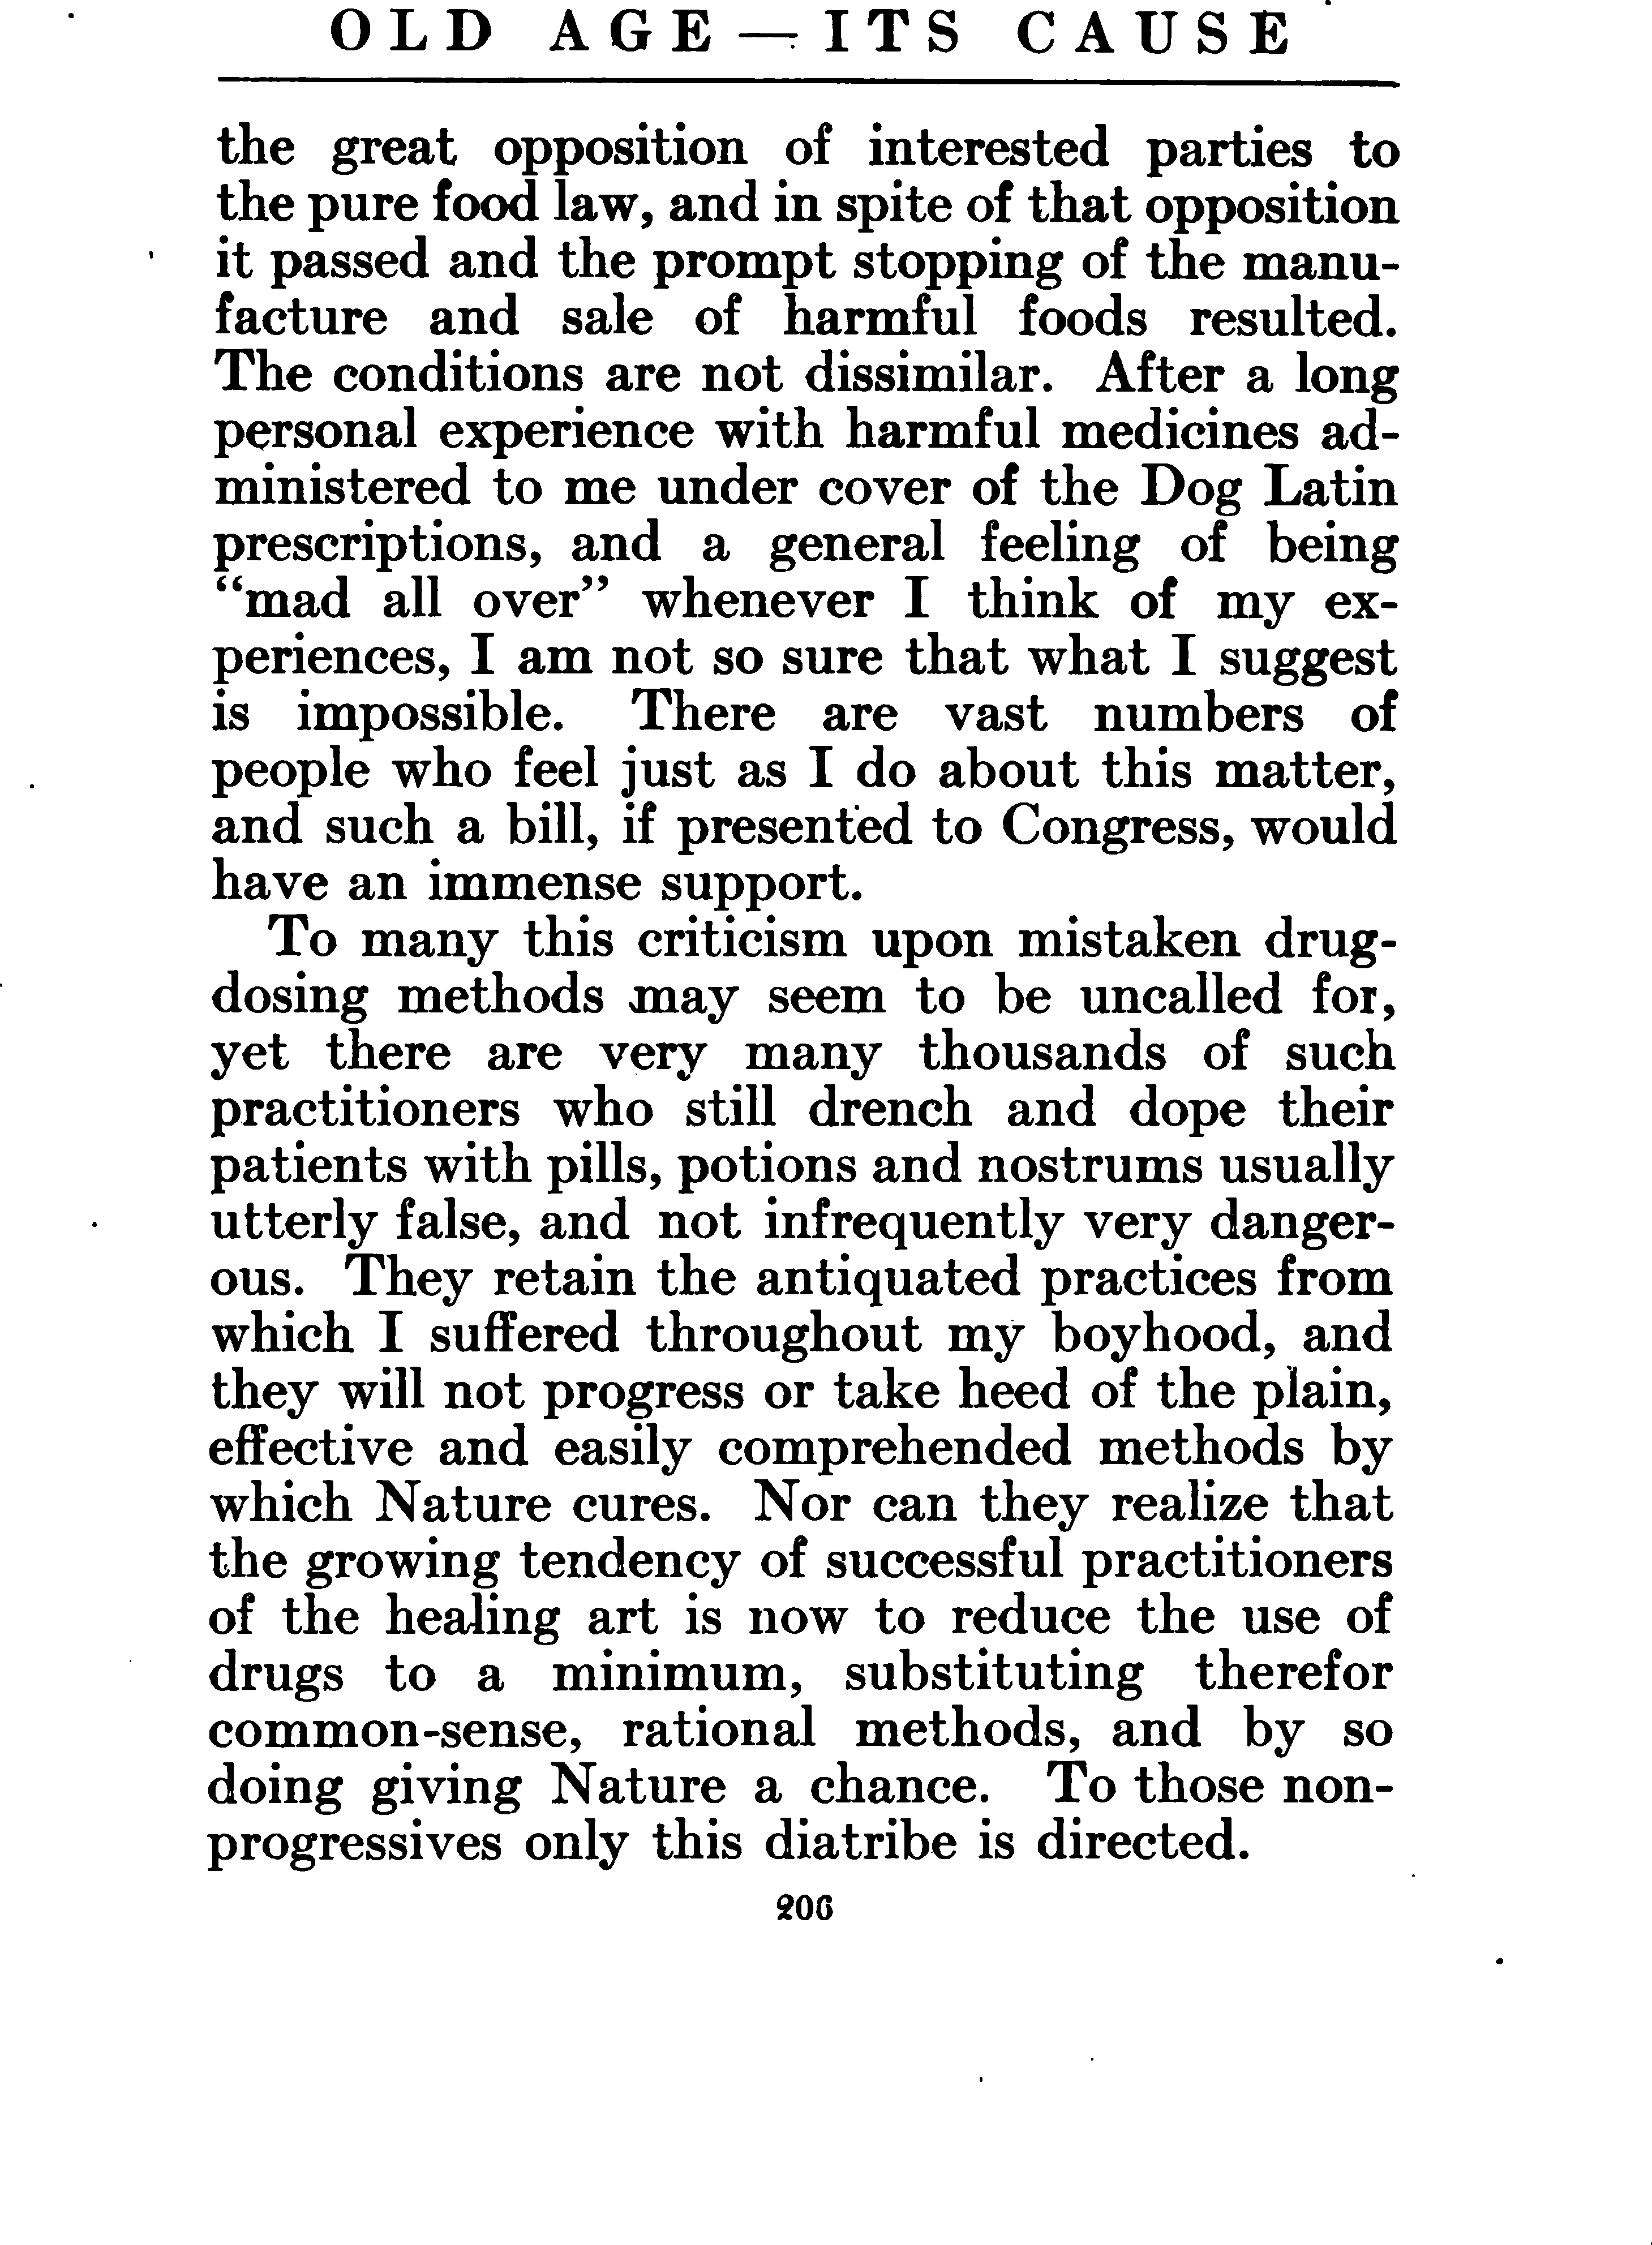 OLD AGE — ITS CAUSE
the great opposition of interested parties to
the pure food law, and in spite of that opposition
it passed and the prompt stopping of the manu-
facture and sale of harmful foods resulted.
The conditions are not dissimilar. After a long
personal experience with harmful medicines ad-
ministered to me under cover of the Dog Latin
prescriptions, and a general feeling of being
“mad all over” whenever I think of my ex-
periences, I am not so sure that what I suggest
is impossible. There are vast numbers of
people who feel just as I do about this matter,
and such a bill, if presented to Congress, would
have an immense support.
To many this criticism upon mistaken drug-
dosing methods may seem to be uncalled for,
yet there are very many thousands of such
practitioners who still drench and dope their
patients with pills, potions and nostrums usually
utterly false, and not infrequently very danger-
ous. They retain the antiquated practices from
which I suffered throughout my boyhood, and
they will not progress or take heed of the plain,
effective and easily comprehended methods by
which Nature cures. Nor can they realize that
the growing tendency of successful practitioners
of the healing art is now to reduce the use of
drugs to a minimum, substituting therefor
common-sense, rational methods, and by so
doing giving Nature a chance. To those non-
progressives only this diatribe is directed.
206